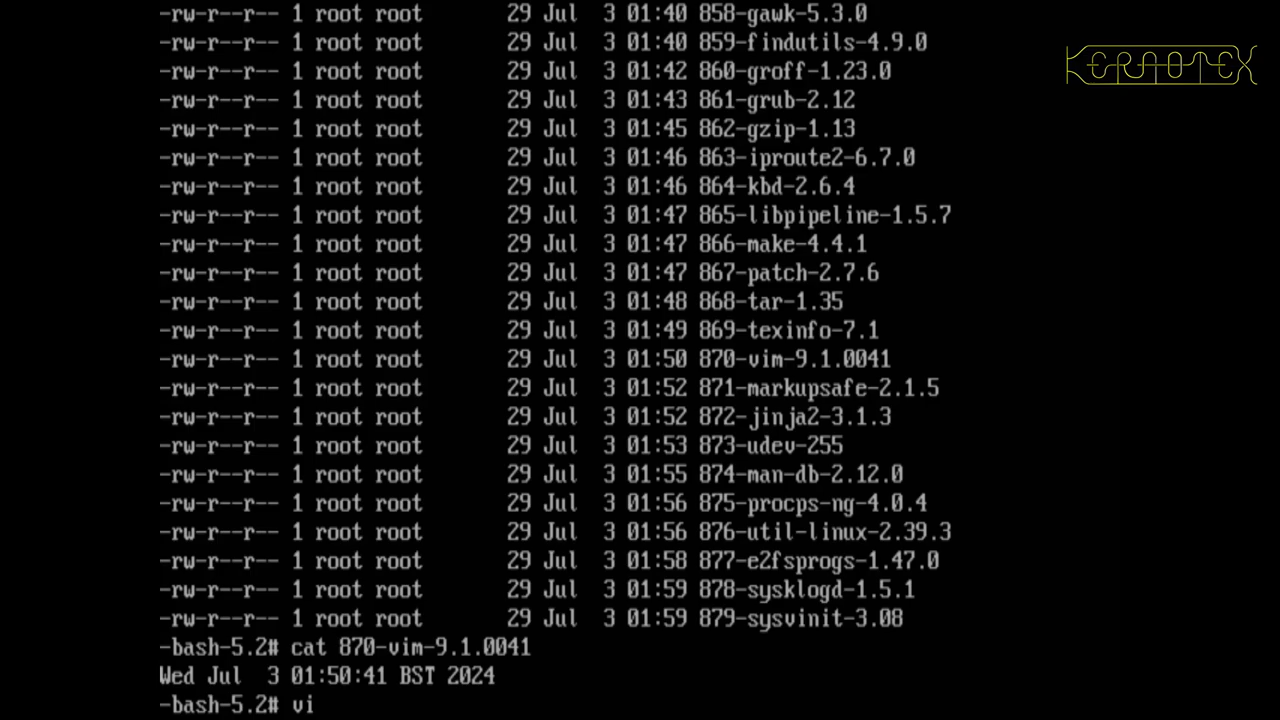 -rw-r--r-- 1 root root 29 Jul 3 01:40 858-gawk-5.3.0
KERNOTEX
-rw-r--r-- 1 root root 29 Jul 3 01:40 859-findutils-4.9.0
-rw-r--r-- 1 root root 29 Jul 3 01:42 860-groff-1.23.0
-rw-r--r-- 1 root root 29 Jul 3 01:43 861-grub-2.12
-rw-r--r-- 1 root root 29 Jul 3 01:45 862-gzip-1.13
-rw-r--r-- 1 root root 29 Jul 3 01:46 863-iproute2-6.7.0
-rw-r--r-- 1 root root 29 Jul 3 01:46 864-kbd-2.6.4
-rw-r--r-- 1 root root 29 Jul 3 01:47 865-libpipeline-1.5.7
-rw-r--r-- 1 root root 29 Jul 3 01:47 866-make-4.4.1
-rw-r--r-- 1 root root 29 Jul 3 01:47 867-patch-2.7.6
-rw-r--r-- 1 root root 29 Jul 3 01:48 868-tar-1.35
-rw-r--r-- 1 root root 29 Jul 3 01:49 869-texinfo-7.1
-rw-r--r-- 1 root root 29 Jul 3 01:50 870-vim-9.1.0041
-rw-r--r-- 1 root root 29 Jul 3 01:52 871-markupsafe-2.1.5
-rw-r--r-- 1 root root 29 Jul 3 01:52 872-jinja2-3.1.3
-rw-r--r-- 1 root root 29 Jul 3 01:53 873-udev-255
-rw-r--r-- 1 root root 29 Jul 3 01:55 874-man-db-2.12.0
-rw-r--r-- 1 root root 29 Jul 3 01:56 875-procps-ng-4.0.4
-rw-r--r-- 1 root root 29 Jul 3 01:56 876-util-linux-2.39.3
-rw-r--r-- 1 root root 29 Jul 3 01:58 877-e2fsprogs-1.47.0
-rw-r--r-- 1 root root 29 Jul 3 01:59 878-sysklogd-1.5.1
-rw-r--r-- 1 root root 29 Jul 3 01:59 879-sysvinit-3.08
-bash-5.2# cat 870-vim-9.1.0041
Wed Jul 3 01:50:41 BST 2024
-bash-5.2# vi